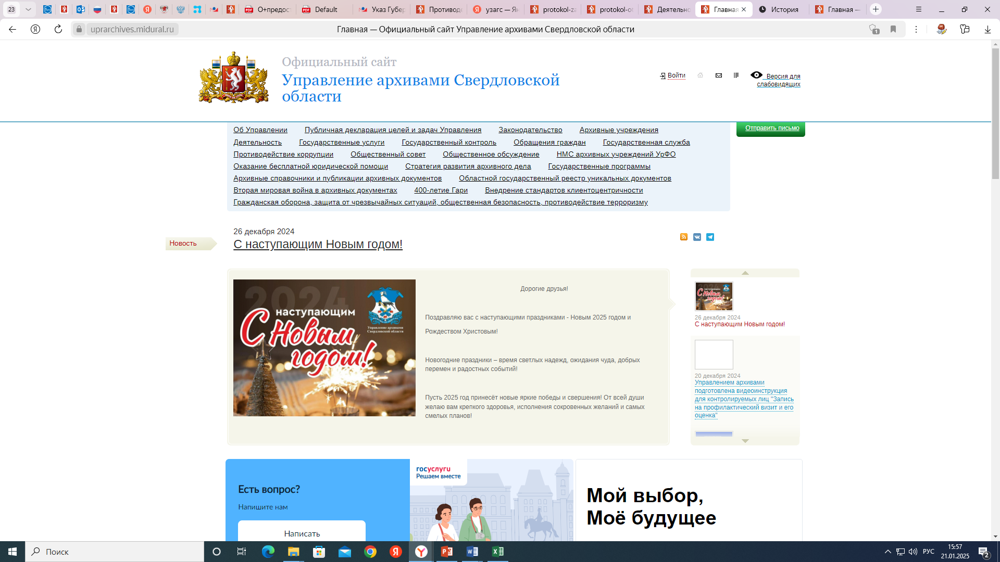 23
О+предос
Default
Указ Губер
Противоде
узагс — Ян
protokol-za
protokol-ot
Деятельно
Главная
История
Главная —
uprarchives.midural.ru
Главная — Официальный сайт Управление архивами Свердловской области
1
Официальный сайт
Управление архивами Свердловской
области
Войти
Версия для
слабовидящих
Об Управлении Публичная декларация целей и задач Управления Законодательство Архивные учреждения
Отправить письмо
Деятельность Государственные услуги Государственный контроль Обращения граждан Государственная служба
Противодействие коррупции Общественный совет Общественное обсуждение НМС архивных учреждений УрФО
Оказание бесплатной юридической помощи Стратегия развития архивного дела Государственные программы
Архивные справочники и публикации архивных документов Областной государственный реестр уникальных документов
Вторая мировая война в архивных документах 400-летие Гари Внедрение стандартов клиентоцентричности
Гражданская оборона, защита от чрезвычайных ситуаций, общественная безопасность, противодействие терроризму
26 декабря 2024
Новость
С наступающим Новым годом!
2024
наступающим
С Новым
годом!
Управление архивами
Свердловской области
Дорогие друзья!
Поздравляю вас с наступающими праздниками - Новым 2025 годом и
Рождеством Христовым!
Новогодние праздники – время светлых надежд, ожидания чуда, добрых
перемен и радостных событий!
Пусть 2025 год принесёт новые яркие победы и свершения! От всей души
желаю вам крепкого здоровья, исполнения сокровенных желаний и самых
смелых планов!
наступающим
С Новым
годом!
26 декабря 2024
С наступающим Новым годом!
20 декабря 2024
Управлением архивами
подготовлена видеоинструкция
для контролируемых лиц "Запись
на профилактический визит и его
оценка"
Есть вопрос?
Напишите нам
Написать
госуслуги
Решаем вместе
Мой выбор,
Моё будущее
Поиск
РУС
15:57
21.01.2025
2